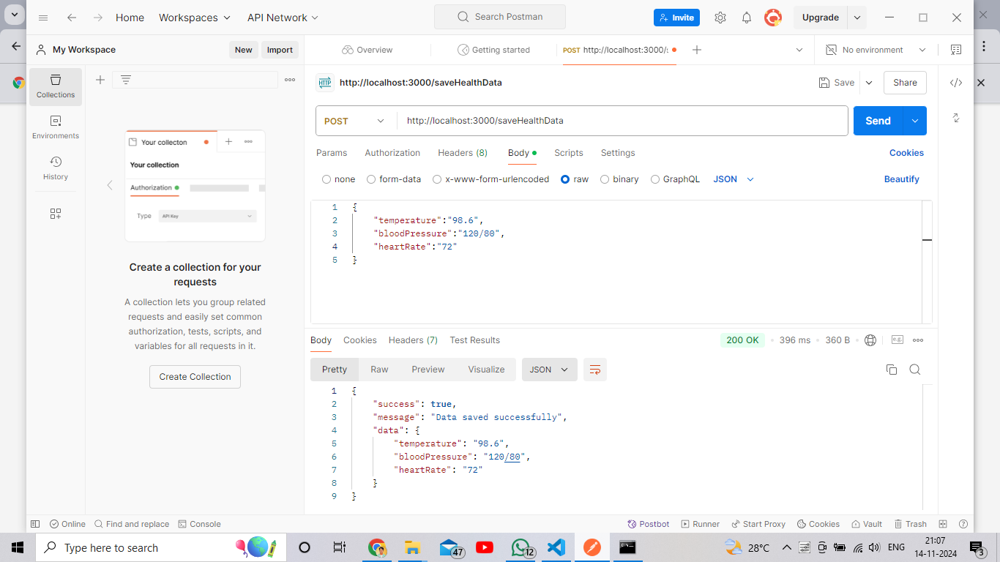 Home
Workspaces
API Network
Search Postman
Invite
Upgrade
My Workspace
New
Import
Overview
Getting started
POST http://localhost:3000/s
No environment
Collections
Environments
History
Your collecton
Your collection
Authorization
Type
API Key
Create a collection for your
requests
A collection lets you group related
requests and easily set common
authorization, tests, scripts, and
variables for all requests in it.
Create Collection
HTTP
http://localhost:3000/saveHealthData
Save
Share
POST
http://localhost:3000/saveHealthData
Send
Params
Authorization
Headers (8)
Body
Scripts
Settings
Cookies
none
form-data
x-www-form-urlencoded
raw
binary
GraphQL
JSON
Beautify
1 {
2 "temperature":"98.6",
3 "bloodPressure":"120/80",
4 "heartRate":"72"
5 }
Body
Cookies
Headers (7)
Test Results
200 OK
396 ms
360 B
e.g.
Pretty
Raw
Preview
Visualize
JSON
1 {
2 "success": true,
3 "message": "Data saved successfully",
4 "data": {
5 "temperature": "98.6",
6 "bloodPressure": "120/80",
7 "heartRate": "72"
8 }
9 }
Online
Find and replace
Console
Postbot
Runner
Start Proxy
Cookies
Vault
Trash
Type here to search
47
12
28°C
ENG
21:07
14-11-2024
3